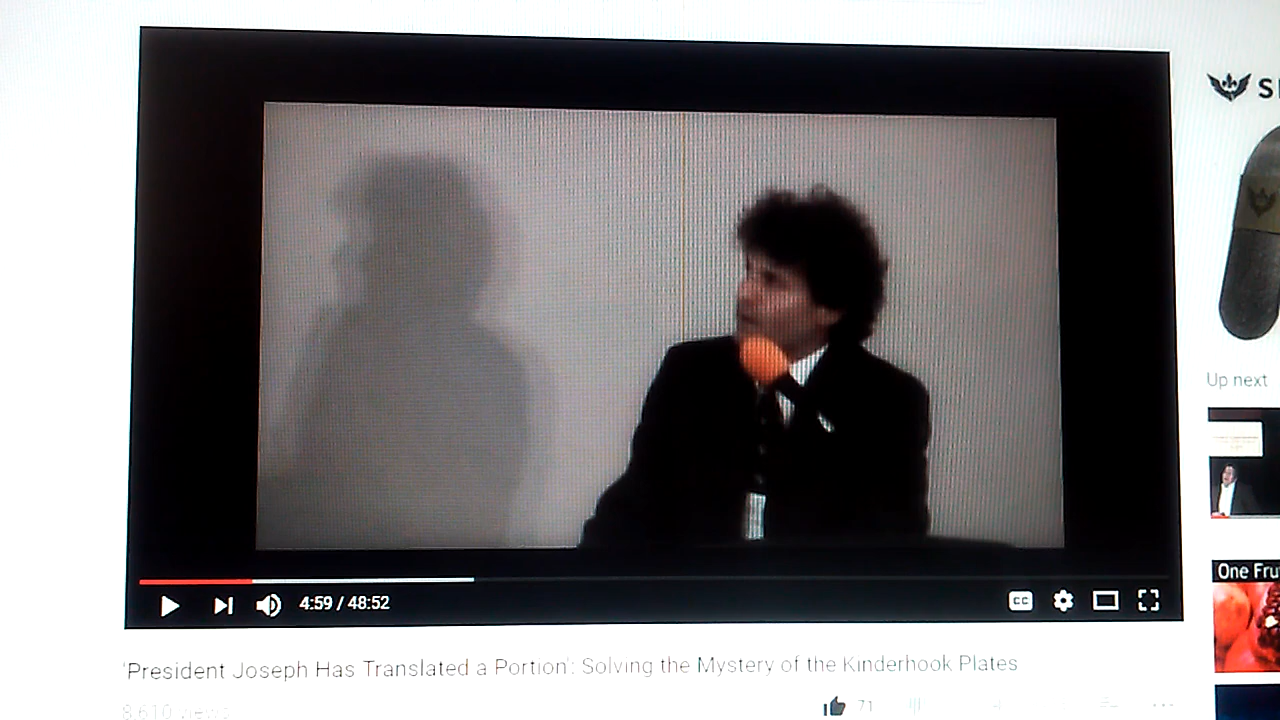 Up next
One Fru
CC
4:59 / 48:52
'President Joseph Has Translated a Portion': Solving the Mystery of the Kinderhook Plates
8,610 views
71